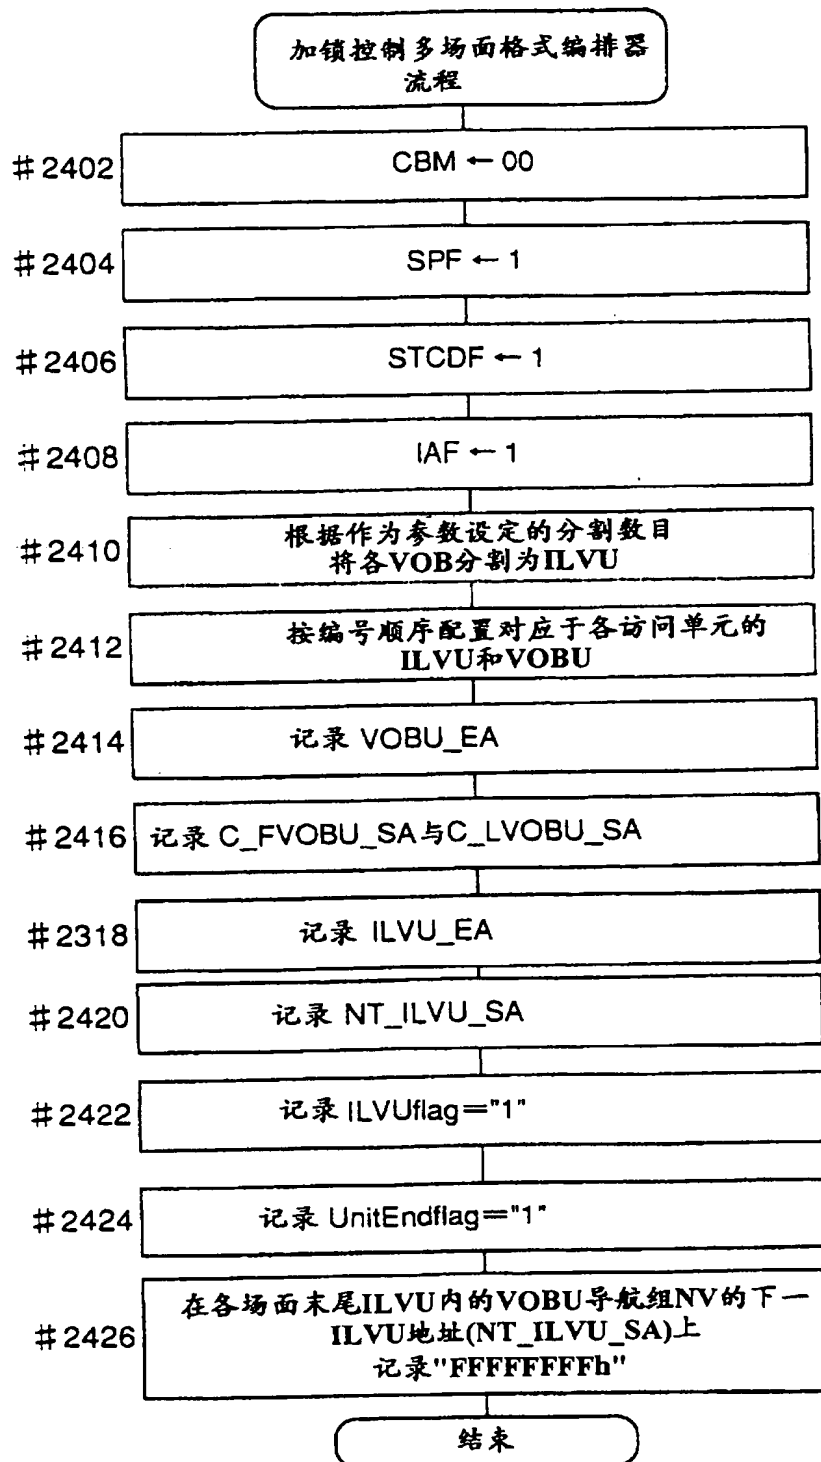 加锁控制多场面格式编排器
流程
#2402 CBM ← 00
#2404 SPF ← 1
#2406 STCDF ← 1
#2408 IAF ← 1
#2410 根据作为参数设定的分割数目
将各VOB分割为ILVU
#2412 按编号顺序配置对应于各访问单元的
ILVU和VOBU
#2414 记录 VOBU_EA
#2416 记录 C_FVOBU_SA与C_LVOBU_SA
#2318 记录 ILVU_EA
#2420 记录 NT_ILVU_SA
#2422 记录 ILVUflag="1"
#2424 记录 UnitEndflag="1"
在各场面末尾ILVU内的VOBU导航组NV的下一
#2426 ILVU地址(NT_ILVU_SA)上
记录"FFFFFFFFh"
结束